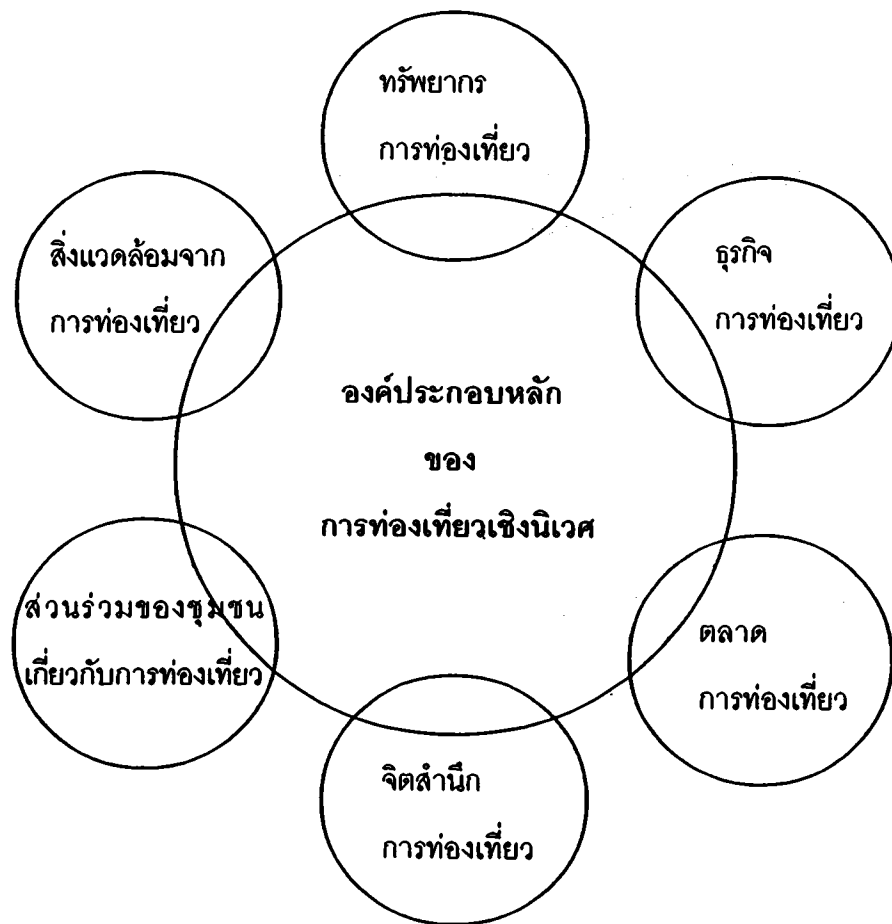 ทรัพยากร
การท่องเที่ยว
สิ่งแวดล้อมจาก
การท่องเที่ยว
ธุรกิจ
การท่องเที่ยว
องค์ประกอบหลัก
ของ
การท่องเที่ยวเชิงนิเวศ
ส่วนร่วมของชุมชน
เกี่ยวกับการท่องเที่ยว
ตลาด
การท่องเที่ยว
จิตสำนึก
การท่องเที่ยว